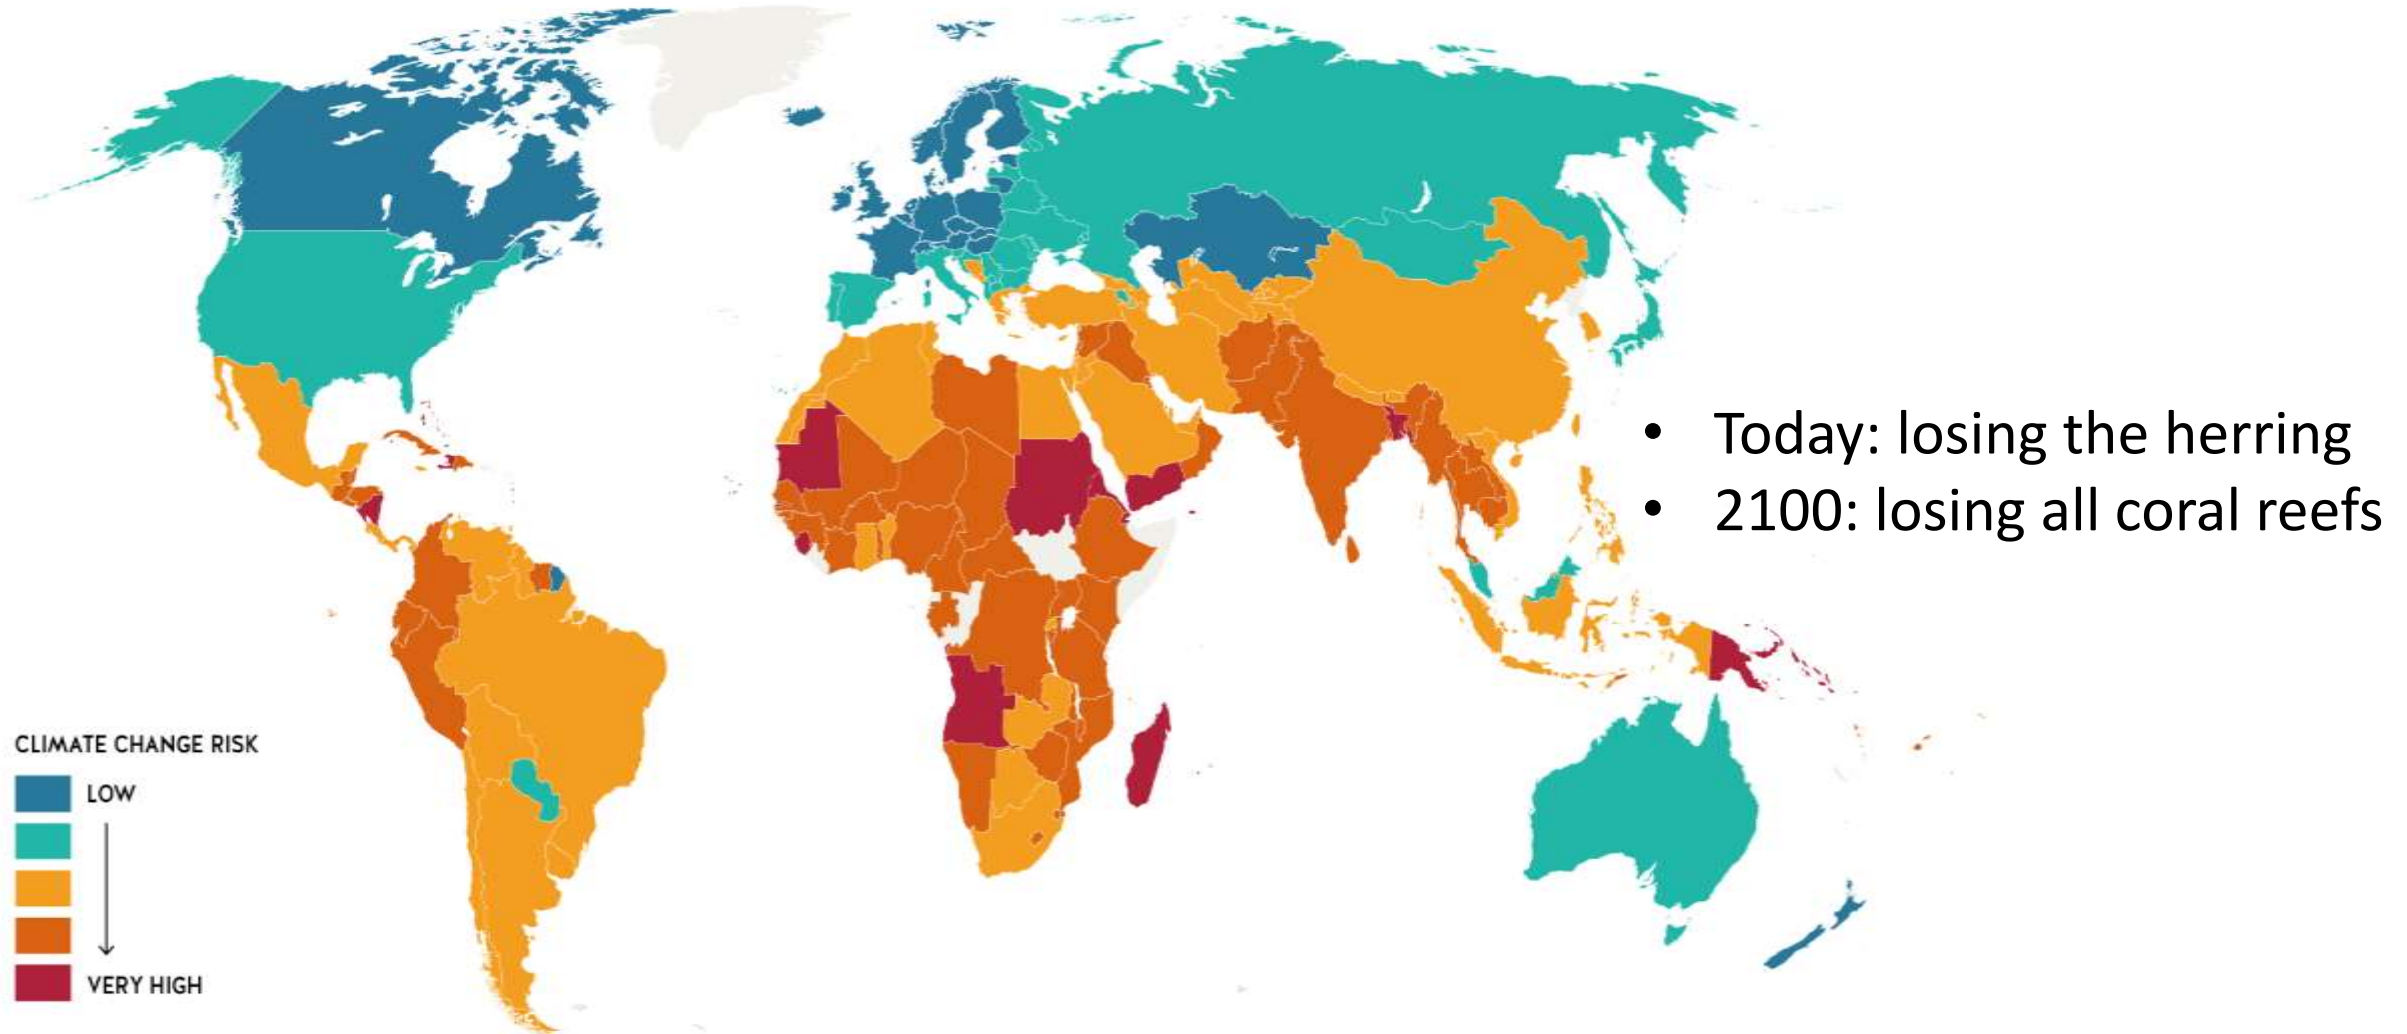 • Today: losing the herring
• 2100: losing all coral reefs
CLIMATE CHANGE RISK
LOW
VERY HIGH